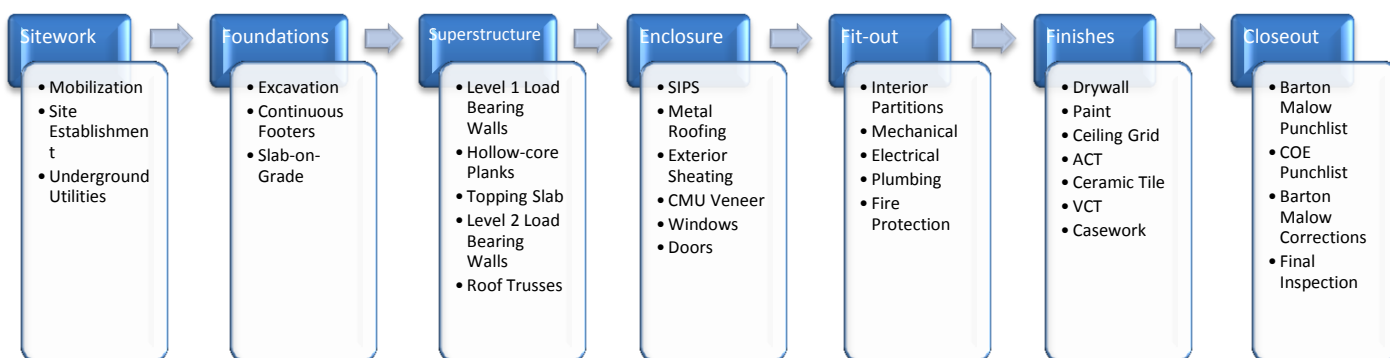 Sitework
• Mobilization
• Site
Establishmen
t
• Underground
Utilities
Foundations
• Excavation
• Continuous
Footers
• Slab-on-
Grade
Superstructure
• Level 1 Load
Bearing
Walls
• Hollow-core
Planks
• Topping Slab
• Level 2 Load
Bearing
Walls
• Roof Trusses
Enclosure
• SIPS
• Metal
Roofing
• Exterior
Sheating
• CMU Veneer
• Windows
• Doors
Fit-out
• Interior
Partitions
• Mechanical
• Electrical
• Plumbing
• Fire
Protection
Finishes
• Drywall
• Paint
• Ceiling Grid
• ACT
• Ceramic Tile
• VCT
• Casework
Closeout
• Barton
Malow
Punchlist
• COE
Punchlist
• Barton
Malow
Corrections
• Final
Inspection